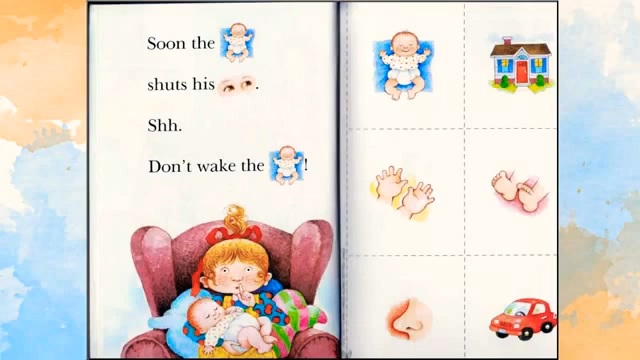 Soon the
shuts his .
Shh.
Don't wake the !